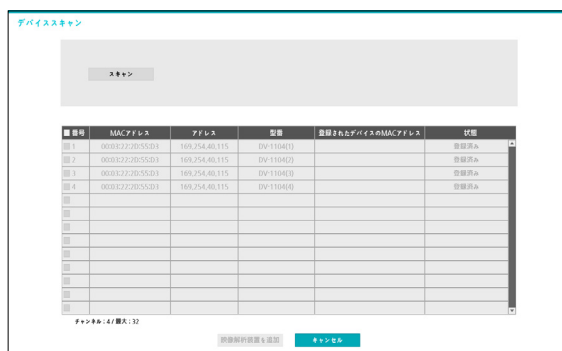 デバイススキャン
スキャン
番号 MACアドレス アドレス 型番 登録されたデバイスのMACアドレス 状態
1 00:03:22:20:55:D3 169.254.40.115 DV-1104(1) 登録済み
2 00:03:22:20:55:D3 169.254.40.115 DV-1104(2) 登録済み
3 00:03:22:20:55:D3 169.254.40.115 DV-1104(3) 登録済み
4 00:03:22:20:55:D3 169.254.40.115 DV-1104(4) 登録済み
チャンネル : 4 / 最大 : 32
映像解析装置を追加 キャンセル